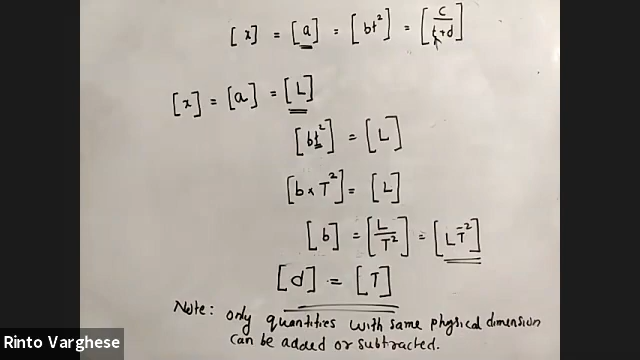 [x] = [a] = [bt²] = [c/(t+d)]
[x] = [a] = [L]
[bt²] = [L]
[b × T²] = [L]
[b] = [L/T²] = [LT⁻²]
[d] = [T]
Note: only quantities with same physical dimension
can be added or subtracted.
Rinto Varghese